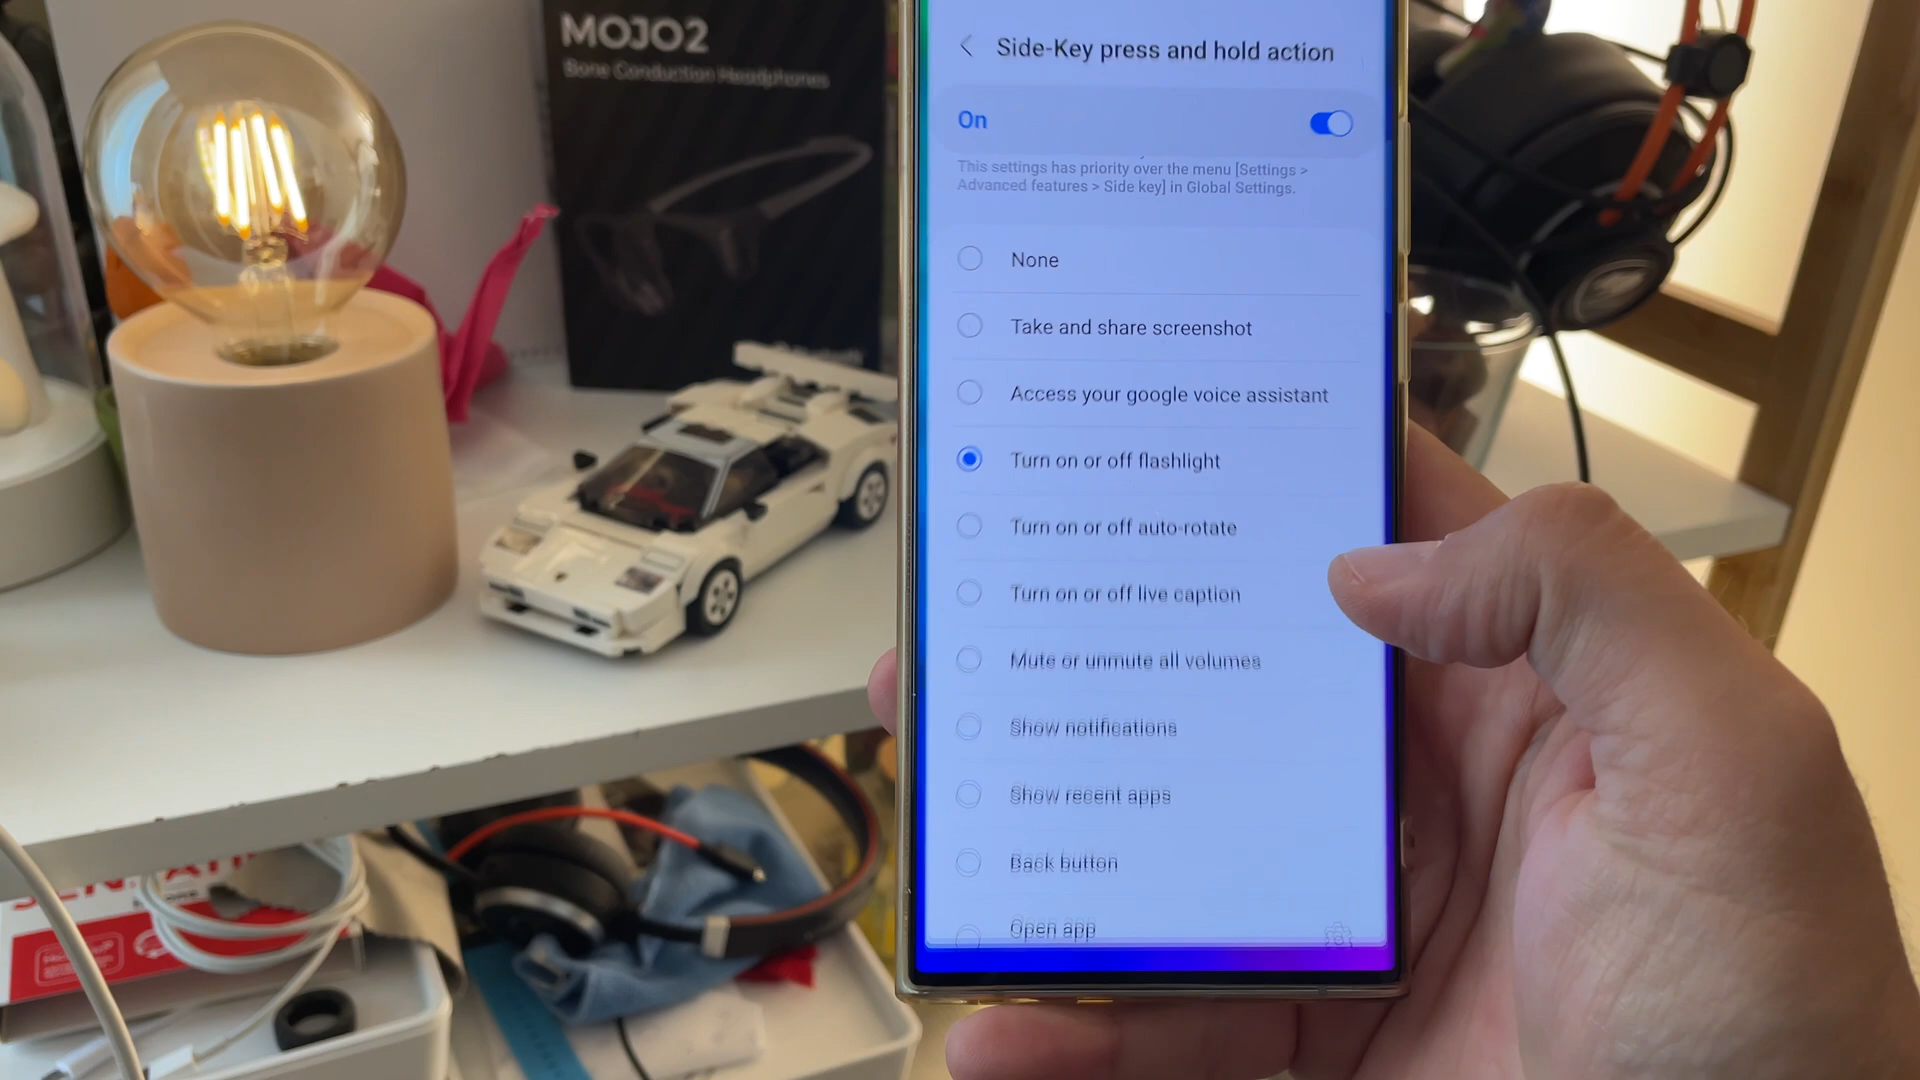 MOJO2
Bone Conduction Headphones
Side-Key press and hold action
On
This settings has priority over the menu [Settings >
Advanced features > Side key] in Global Settings.
None
Take and share screenshot
Access your google voice assistant
Turn on or off flashlight
Turn on or off auto-rotate
Turn on or off live caption
Mute or unmute all volumes
Show notifications
Show recent apps
Back button
Open app